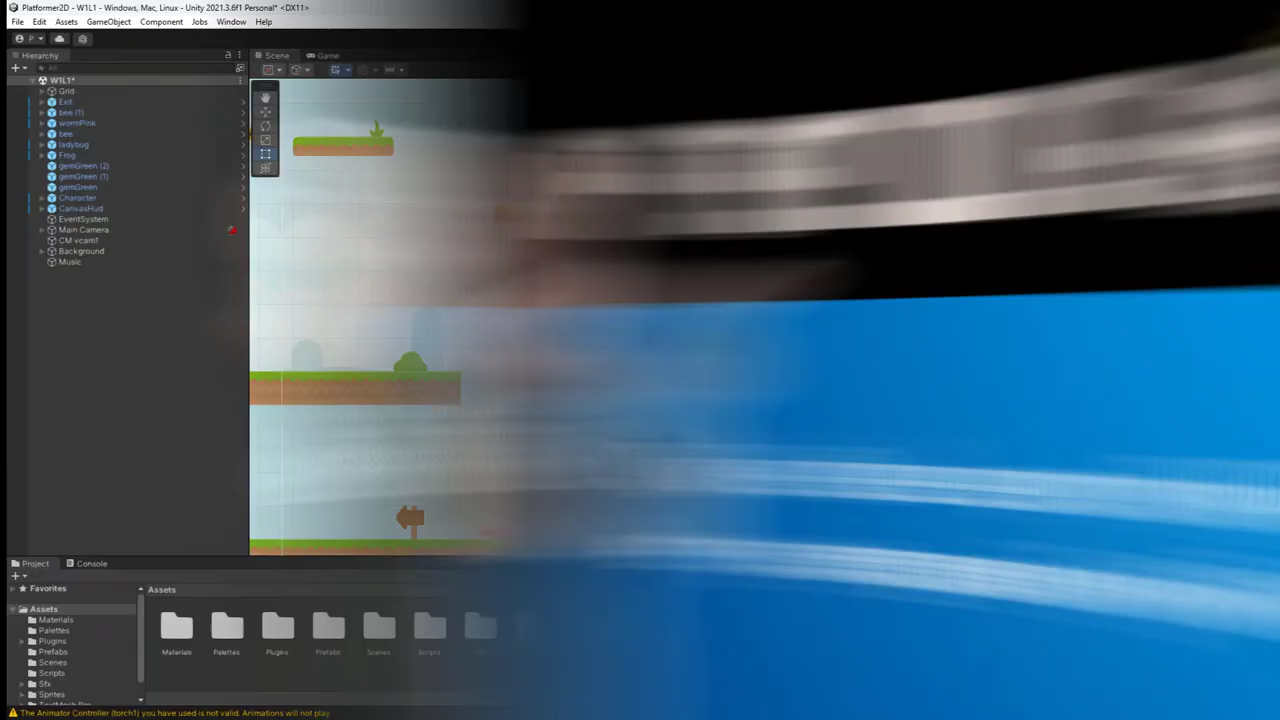 Platformer2D - W1L1 - Windows, Mac, Linux - Unity 2021.3.6f1 Personal* <DX11>
File Edit Assets GameObject Component Jobs Window Help
P
Hierarchy
Scene
Game
All
W1L1*
Grid
Exit
bee (1)
wormPink
bee
ladybug
Frog
gemGreen (2)
gemGreen (1)
gemGreen
Character
CanvasHud
EventSystem
Main Camera
CM vcam1
Background
Music
Project
Console
Favorites
Assets
Materials
Palettes
Plugins
Prefabs
Scenes
Scripts
Sfx
Sprites
TextMesh Pro
Assets
Materials Palettes Plugins Prefabs Scenes Scripts
The Animator Controller (torch1) you have used is not valid. Animations will not play